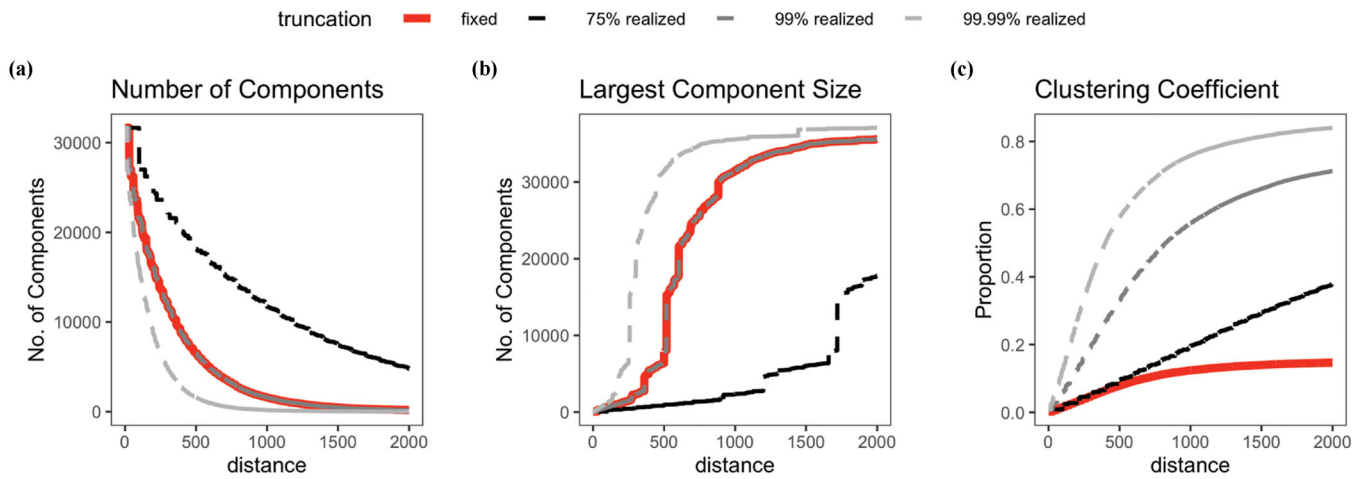 truncation fixed 75% realized 99% realized 99.99% realized
(a)
Number of Components
No. of Components
30000
20000
10000
0
0 500 1000 1500 2000
distance
(b)
Largest Component Size
No. of Components
30000
20000
10000
0
0 500 1000 1500 2000
distance
(c)
Clustering Coefficient
Proportion
0.8
0.6
0.4
0.2
0.0
0 500 1000 1500 2000
distance